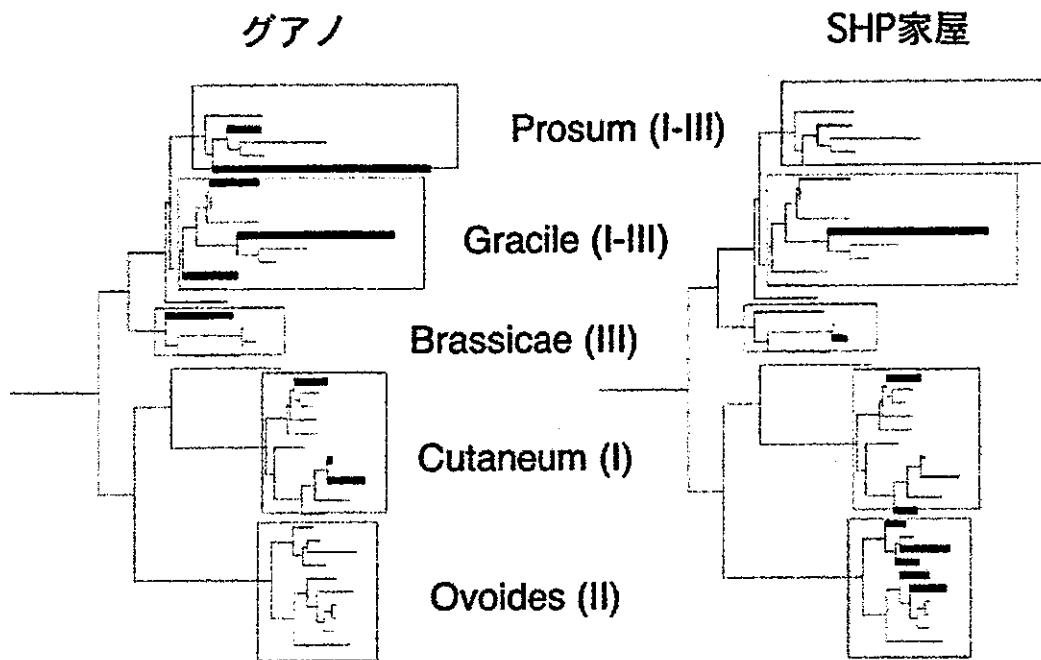 グアノ
SHP家屋
Prosum (I-III)
Gracile (I-III)
Brassicae (III)
Cutaneum (I)
Ovoides (II)